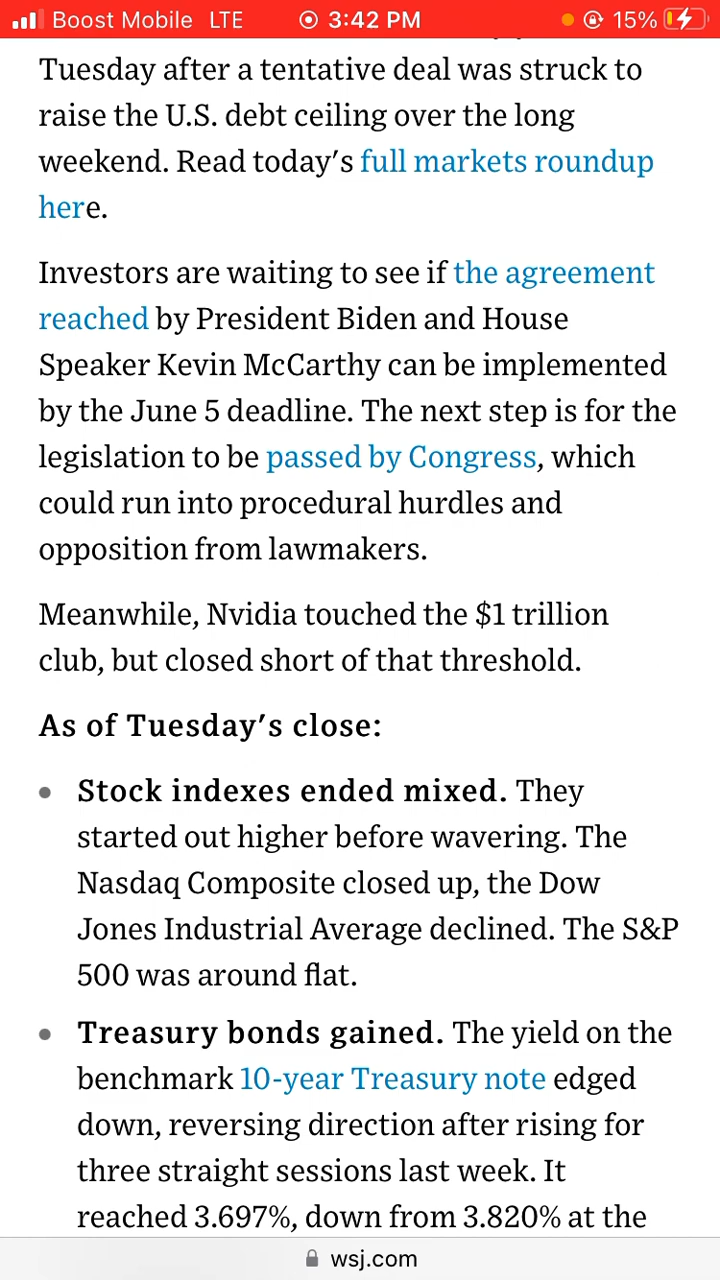 Boost Mobile LTE 3:42 PM 15%
Tuesday after a tentative deal was struck to
raise the U.S. debt ceiling over the long
weekend. Read today's full markets roundup
here.
Investors are waiting to see if the agreement
reached by President Biden and House
Speaker Kevin McCarthy can be implemented
by the June 5 deadline. The next step is for the
legislation to be passed by Congress, which
could run into procedural hurdles and
opposition from lawmakers.
Meanwhile, Nvidia touched the $1 trillion
club, but closed short of that threshold.
As of Tuesday's close:
• Stock indexes ended mixed. They
started out higher before wavering. The
Nasdaq Composite closed up, the Dow
Jones Industrial Average declined. The S&P
500 was around flat.
• Treasury bonds gained. The yield on the
benchmark 10-year Treasury note edged
down, reversing direction after rising for
three straight sessions last week. It
reached 3.697%, down from 3.820% at the
wsj.com